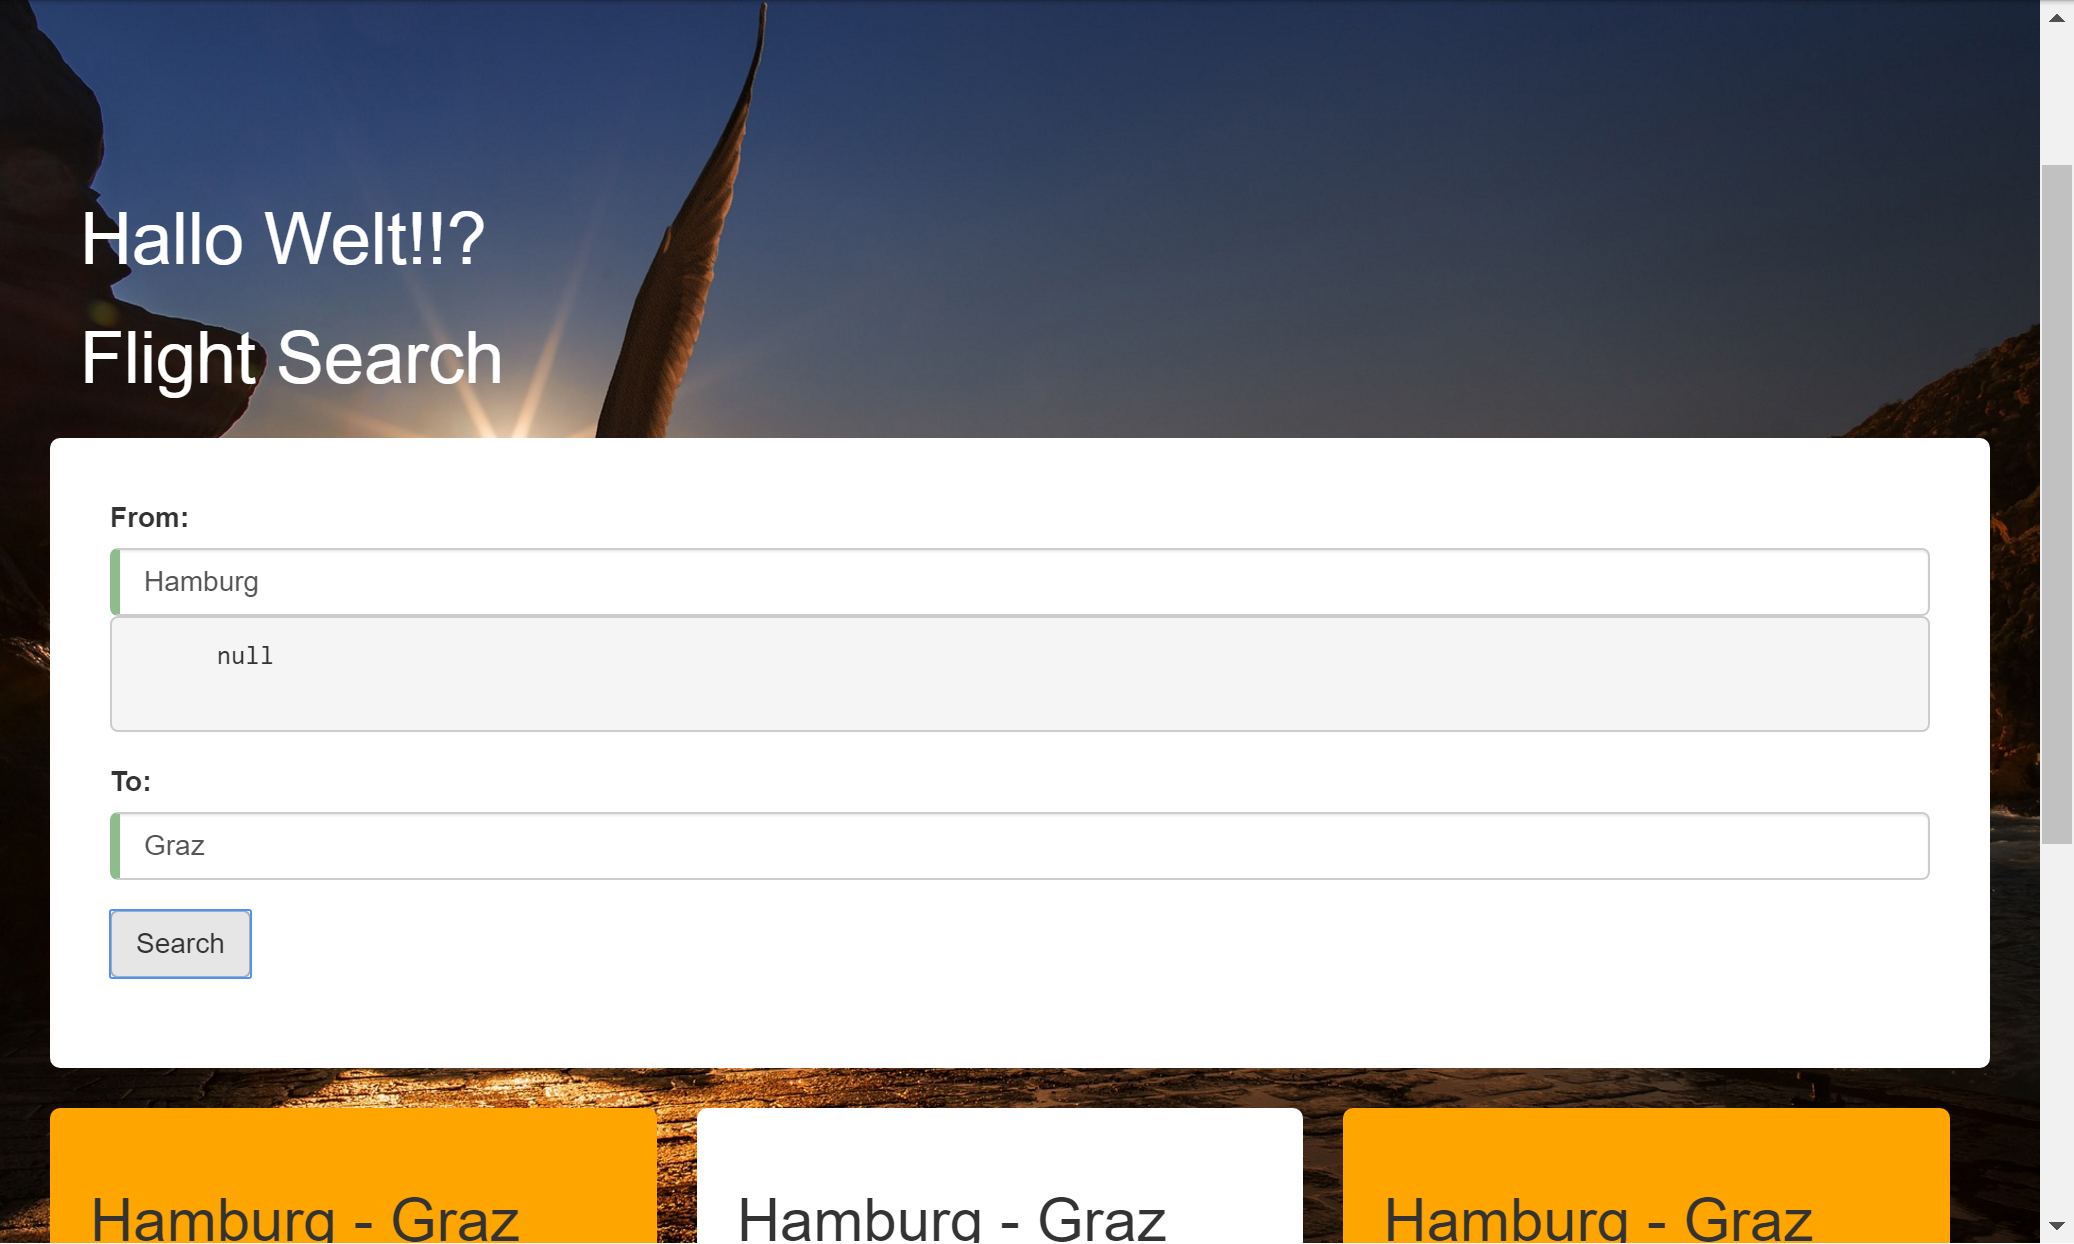 Hallo Welt!!?
Flight Search
From:
Hamburg
null
To:
Graz
Search
Hamburg - Graz
Hamburg - Graz
Hamburg - Graz